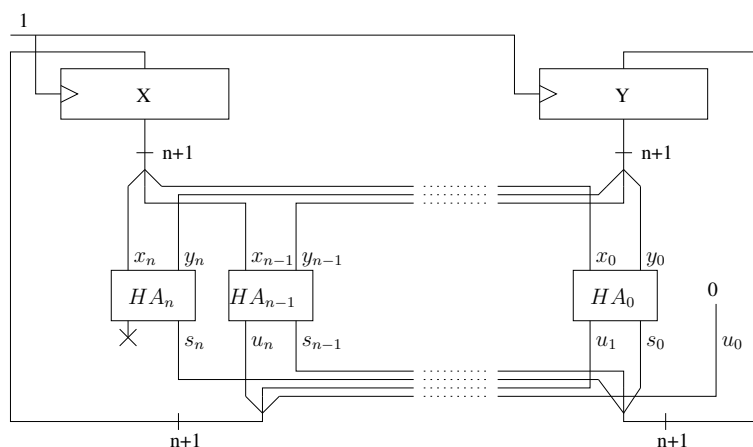 1
X
Y
n+1
n+1
x_n
y_n
x_{n-1}
y_{n-1}
x_0
y_0
HA_n
HA_{n-1}
HA_0
0
s_n
u_n
s_{n-1}
u_1
s_0
u_0
n+1
n+1